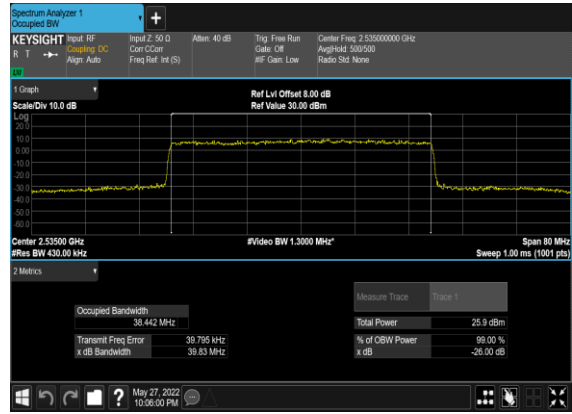 Spectrum Analyzer 1
Occupied BW
+
KEYSIGHT Input: RF Input Z: 50 Ω Atten: 40 dB Trig: Free Run Center Freq: 2.535000000 GHz
R T Coupling: DC Corr CCorr Gate: Off Avg|Hold: 500/500
Align: Auto Freq Ref: Int (S) #IF Gain: Low Radio Std: None
1 Graph
Scale/Div 10.0 dB Ref Lvl Offset 8.00 dB
Ref Value 30.00 dBm
Log
20.0
10.0
0.00
-10.0
-20.0
-30.0
-40.0
-50.0
-60.0
Center 2.53500 GHz #Video BW 1.3000 MHz* Span 80 MHz
#Res BW 430.00 kHz Sweep 1.00 ms (1001 pts)
2 Metrics
Measure Trace Trace 1
Occupied Bandwidth
38.442 MHz Total Power 25.9 dBm
Transmit Freq Error 39.795 kHz % of OBW Power 99.00 %
x dB Bandwidth 39.83 MHz x dB -26.00 dB
? May 27, 2022
10:06:00 PM